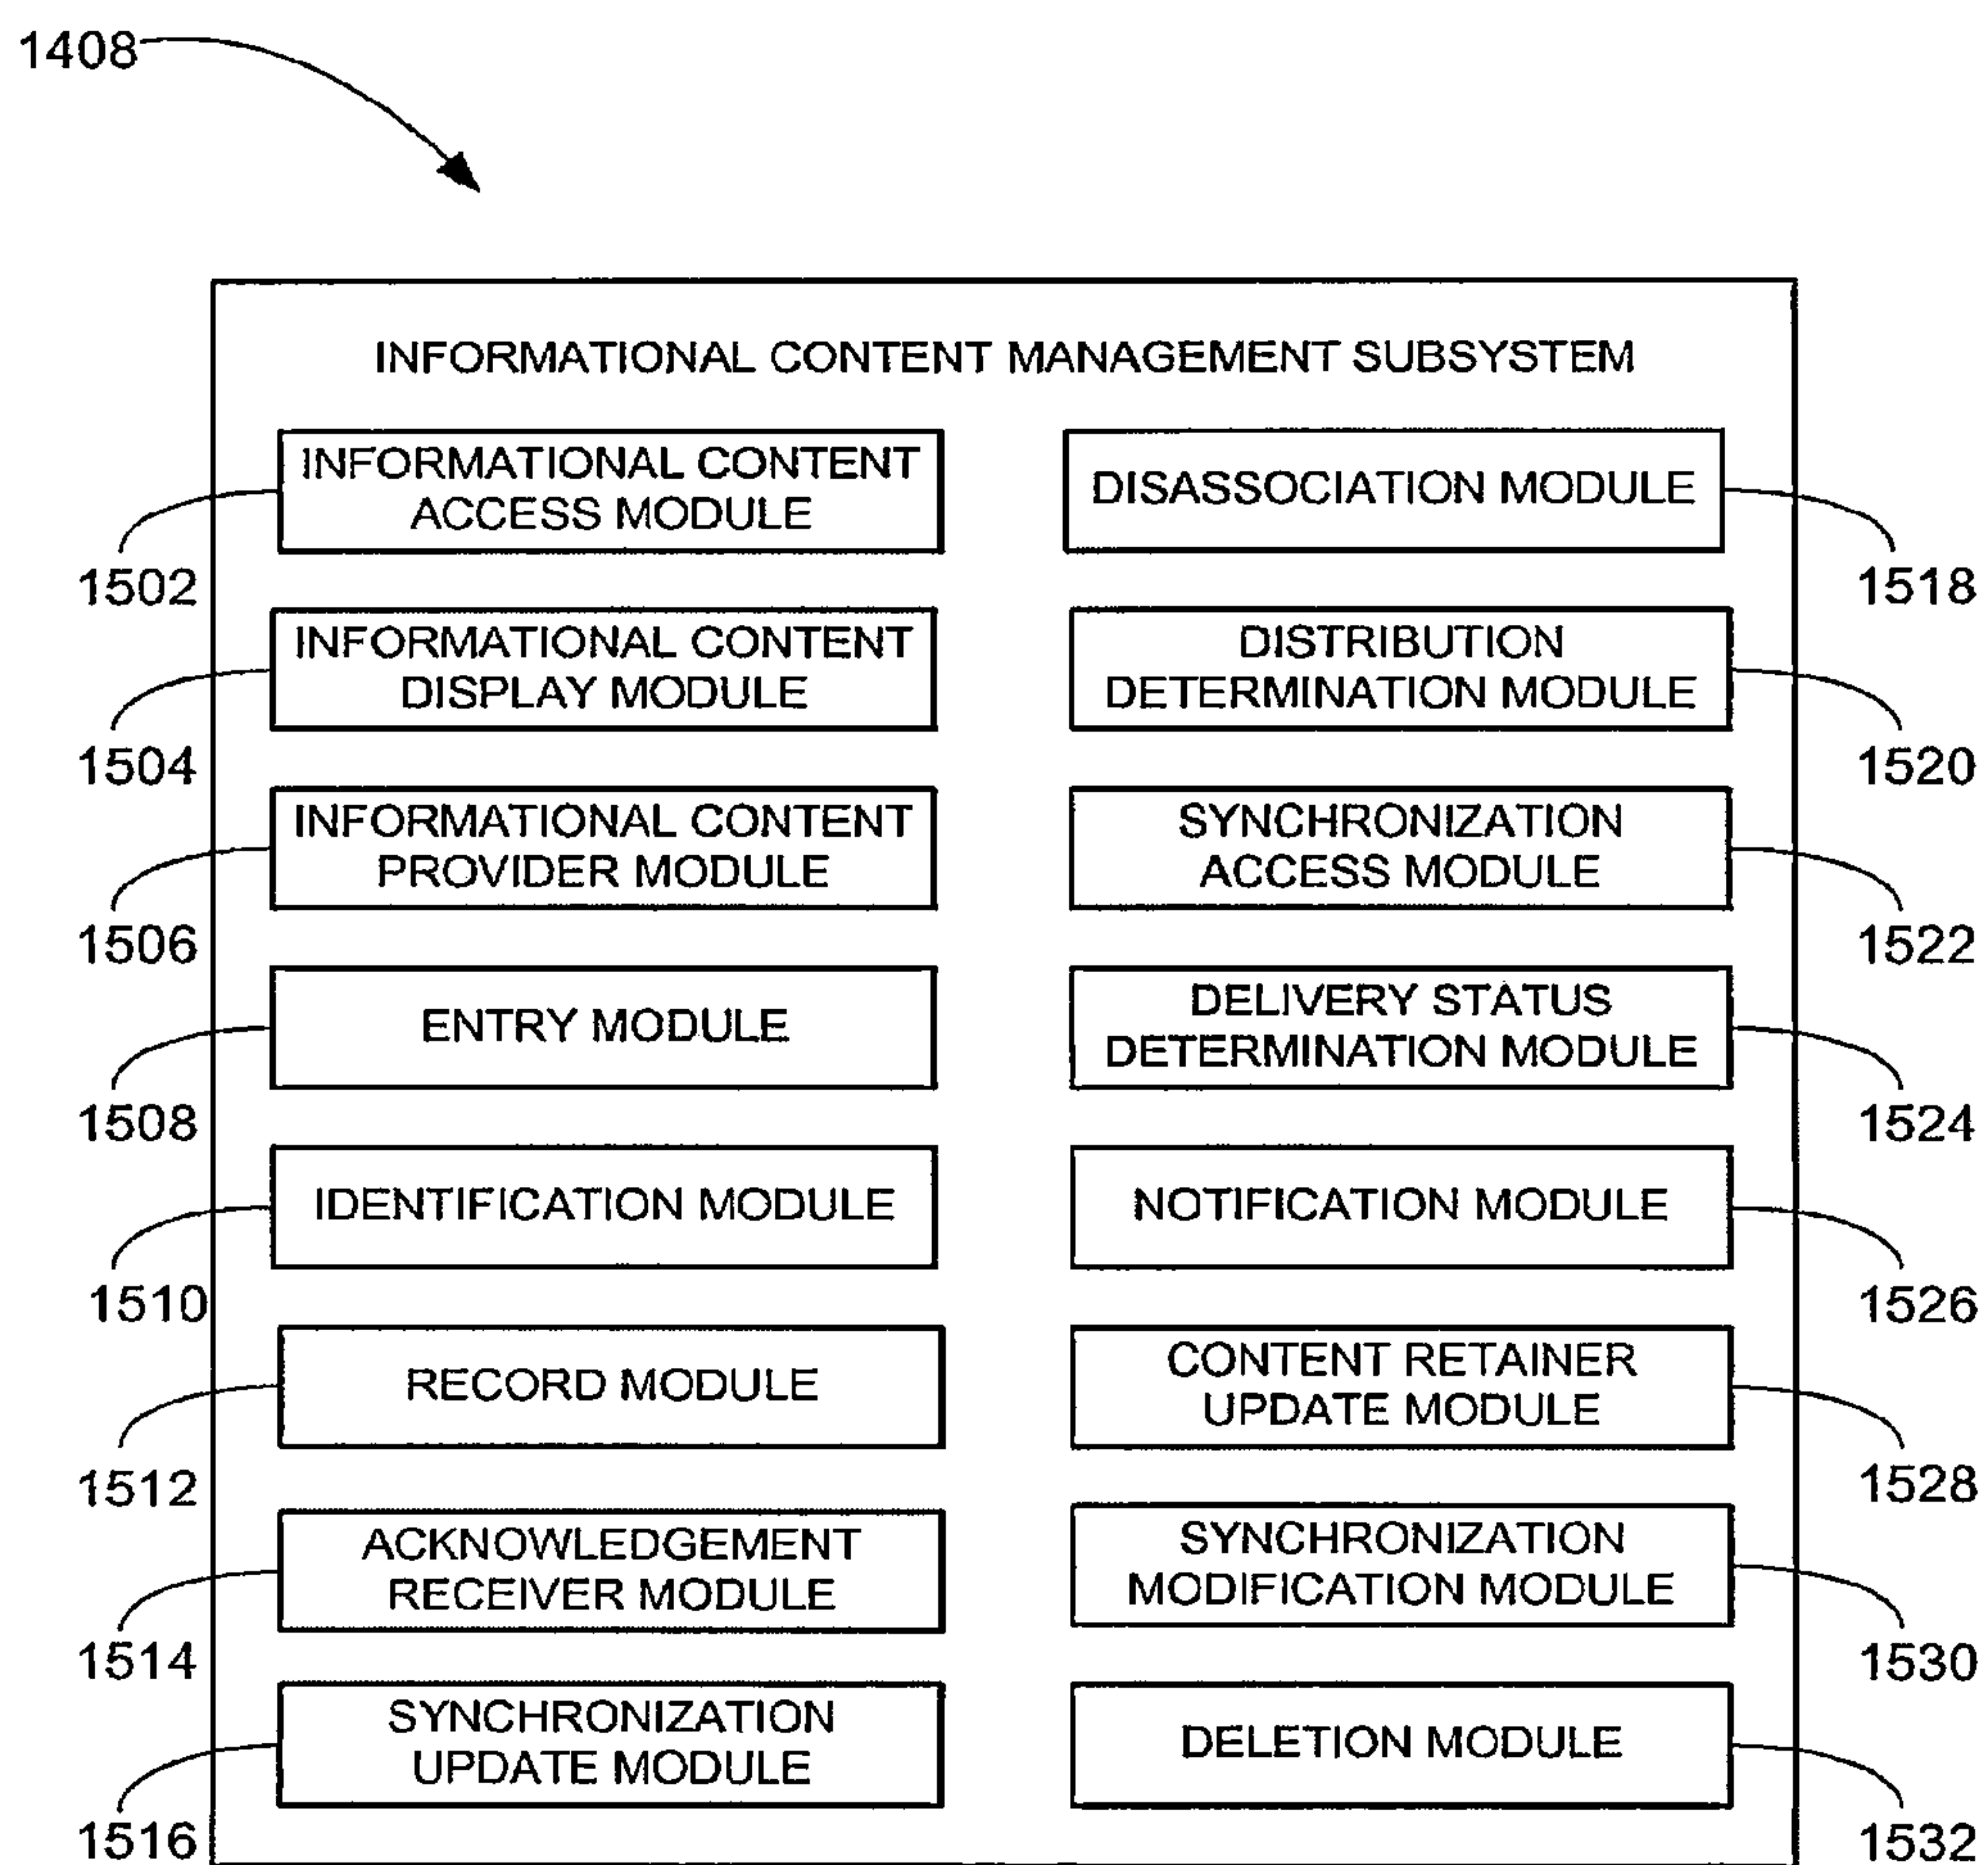 1408
INFORMATIONAL CONTENT MANAGEMENT SUBSYSTEM
INFORMATIONAL CONTENT
ACCESS MODULE
1502
INFORMATIONAL CONTENT
DISPLAY MODULE
1504
INFORMATIONAL CONTENT
PROVIDER MODULE
1506
ENTRY MODULE
1508
IDENTIFICATION MODULE
1510
RECORD MODULE
1512
ACKNOWLEDGEMENT
RECEIVER MODULE
1514
SYNCHRONIZATION
UPDATE MODULE
1516
DISASSOCIATION MODULE
1518
DISTRIBUTION
DETERMINATION MODULE
1520
SYNCHRONIZATION
ACCESS MODULE
1522
DELIVERY STATUS
DETERMINATION MODULE
1524
NOTIFICATION MODULE
1526
CONTENT RETAINER
UPDATE MODULE
1528
SYNCHRONIZATION
MODIFICATION MODULE
1530
DELETION MODULE
1532